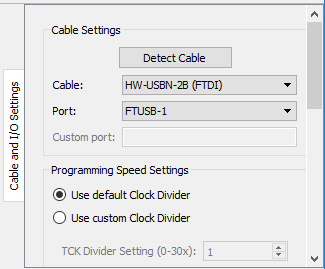 Cable and I/O Settings
Cable Settings
Detect Cable
Cable: HW-USBN-2B (FTDI)
Port: FTUSB-1
Custom port:
Programming Speed Settings
Use default Clock Divider
Use custom Clock Divider
TCK Divider Setting (0-30x): 1